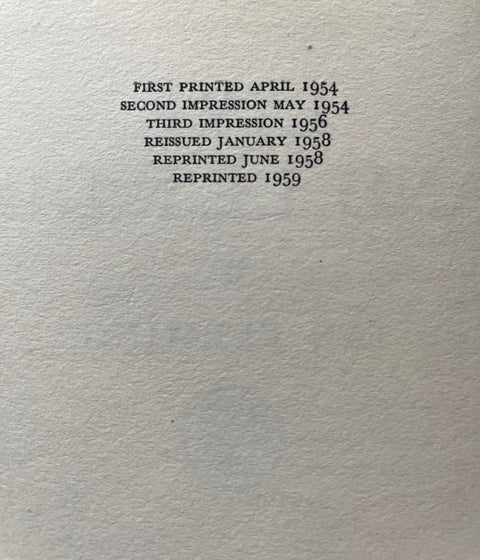 FIRST PRINTED APRIL 1954
SECOND IMPRESSION MAY 1954
THIRD IMPRESSION 1956
REISSUED JANUARY 1958
REPRINTED JUNE 1958
REPRINTED 1959